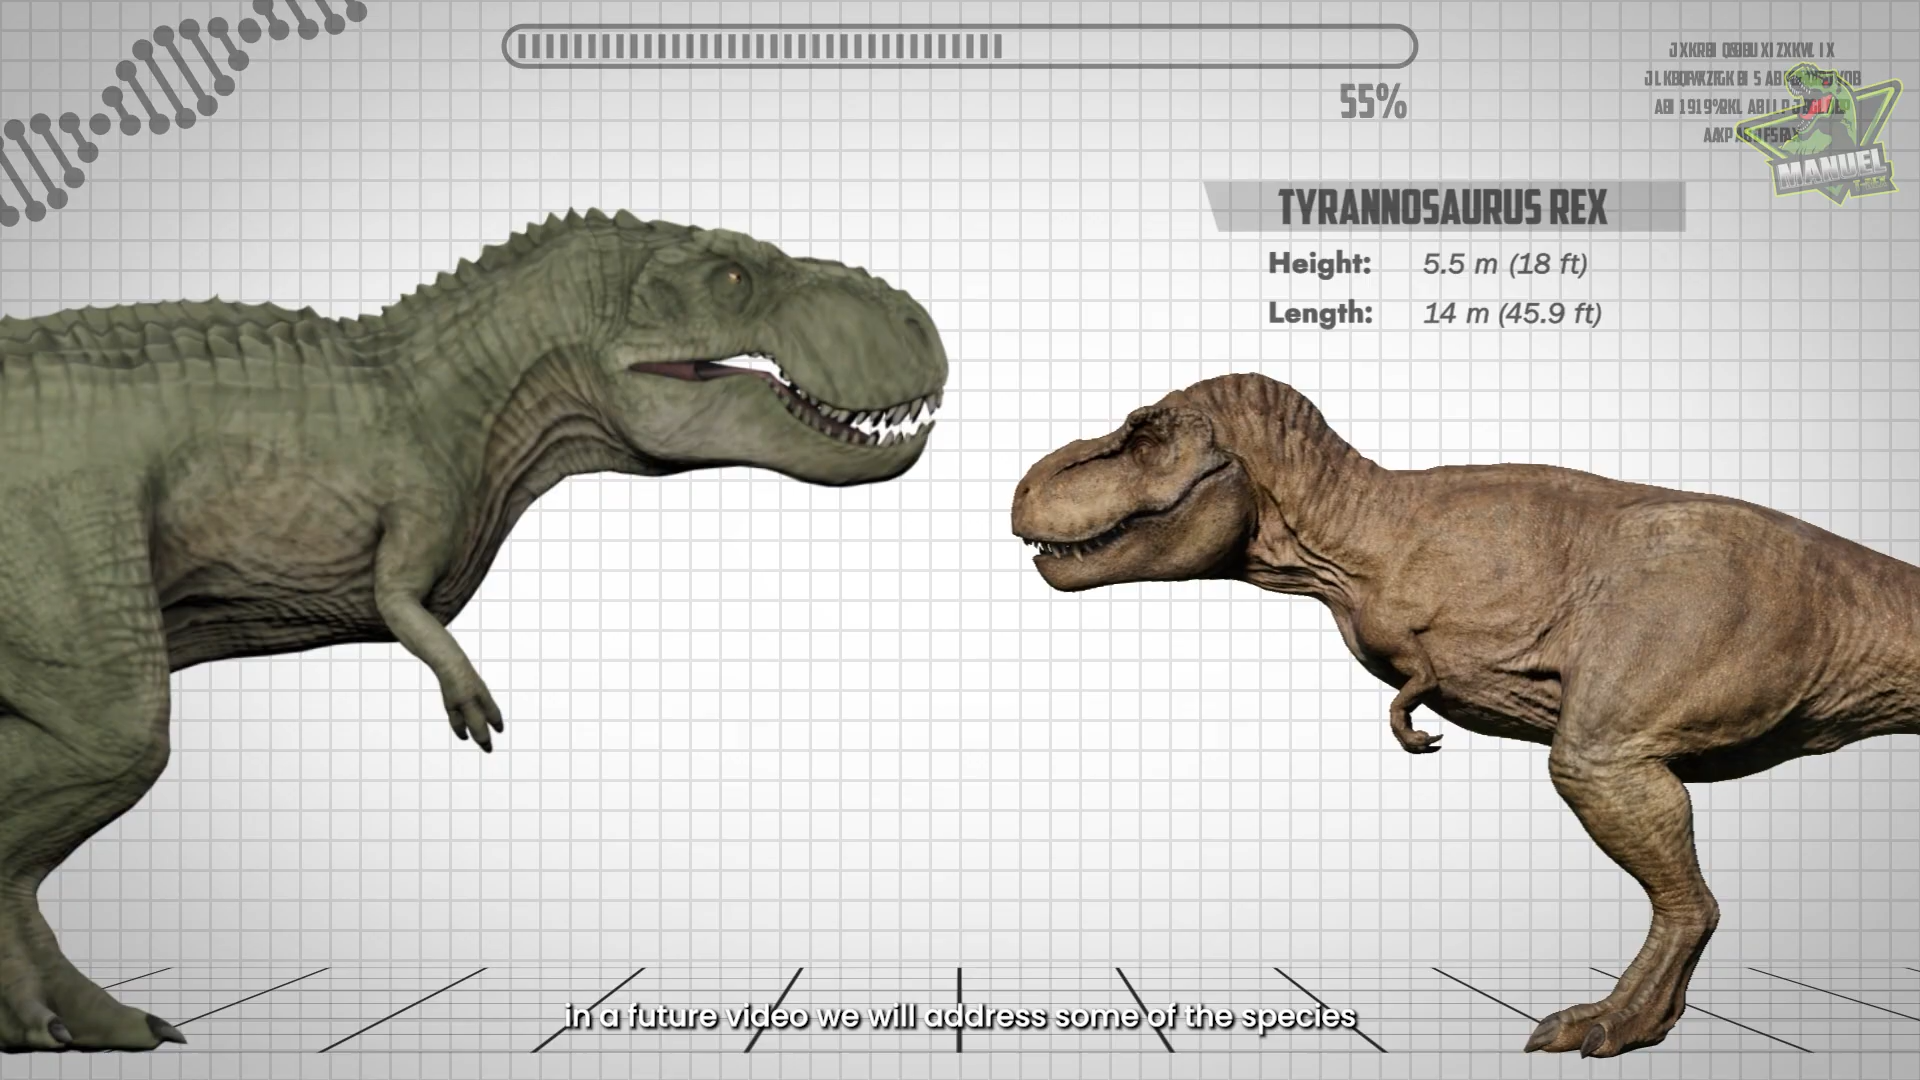 55%
MANUEL
T-REX
TYRANNOSAURUS REX
Height: 5.5 m (18 ft)
Length: 14 m (45.9 ft)
in a future video we will address some of the species